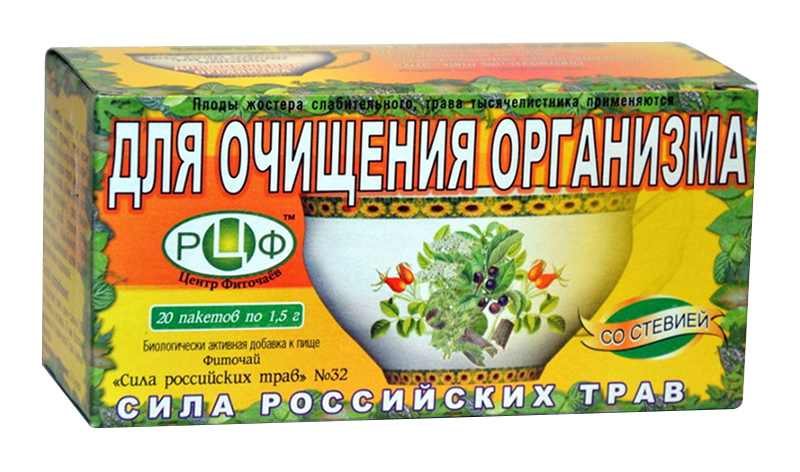 Плоды жостера слабительного, трава тысячелистника применяются
ДЛЯ ОЧИЩЕНИЯ ОРГАНИЗМА
РЦФ™
Центр Фиточаёв
20 пакетов по 1,5 г
Биологически активная добавка к пище
Фиточай
«Сила российских трав» №32
СО СТЕВИЕЙ
СИЛА РОССИЙСКИХ ТРАВ